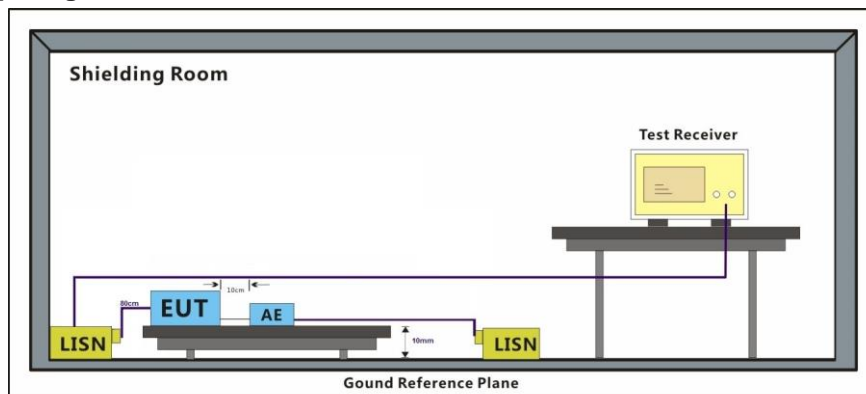 Shielding Room
Test Receiver
10cm
80cm
EUT
AE
LISN
10mm
LISN
Gound Reference Plane